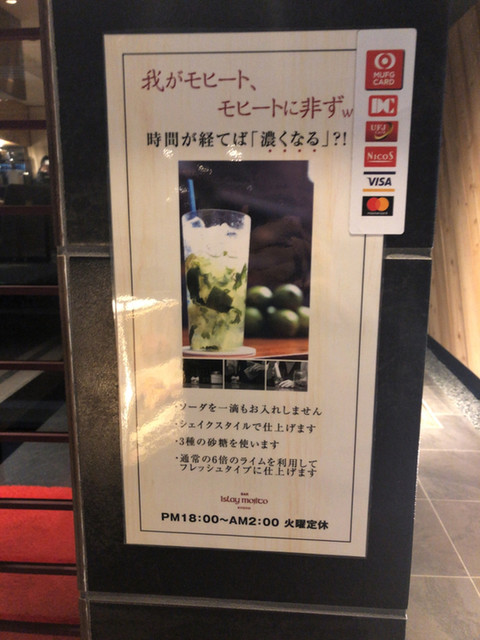 我がモヒート、
モヒートに非ずw
時間が経てば「濃くなる」?!
MUFG
CARD
DC
UFJ
NICOS
VISA
mastercard
・ソーダを一滴もお入れしません
・シェイクスタイルで仕上げます
・3種の砂糖を使います
・通常の6倍のライムを利用して
フレッシュタイプに仕上げます
BAR
Islay mojito
PM18:00〜AM2:00 火曜定休